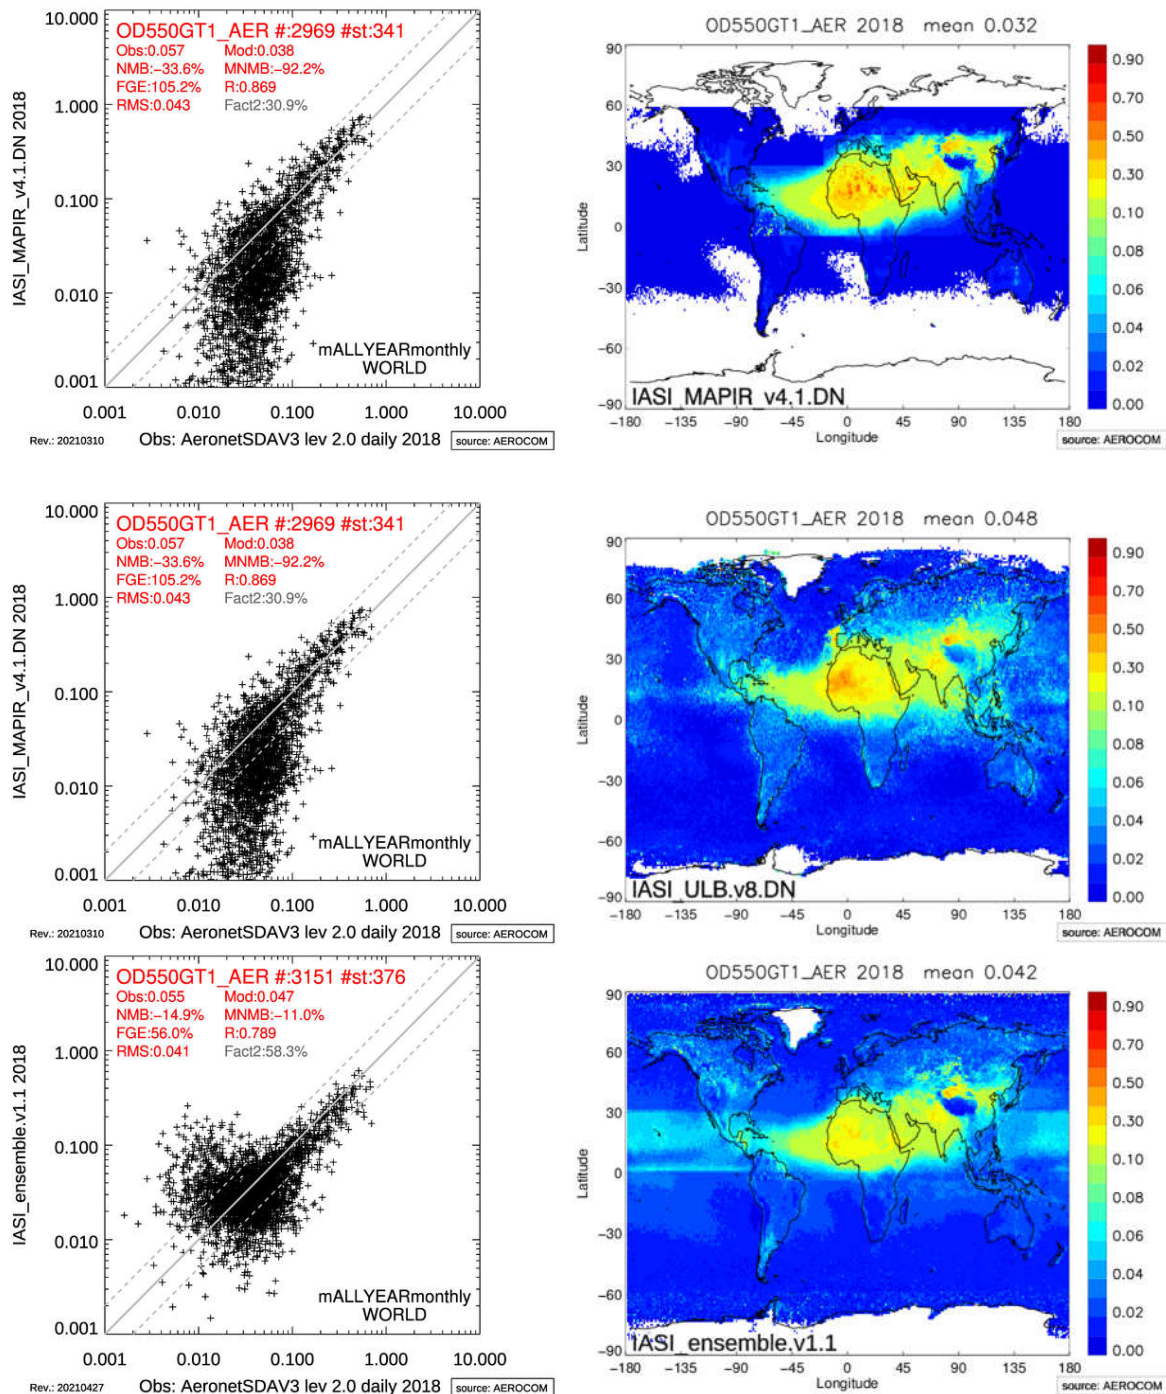 OD550GT1_AER #:2969 #st:341
Obs:0.057 Mod:0.038
NMB:-33.6% MNMB:-92.2%
FGE:105.2% R:0.869
RMS:0.043 Fact2:30.9%
10.000
1.000
0.100
0.010
0.001
IASI_MAPIR_v4.1.DN 2018
mALLYEARmonthly
WORLD
0.001 0.010 0.100 1.000 10.000
Rev.: 20210310 Obs: AeronetSDAV3 lev 2.0 daily 2018 source: AEROCOM
OD550GT1_AER 2018 mean 0.032
90
60
30
0
-30
-60
-90
Latitude
IASI_MAPIR_v4.1.DN
-180 -135 -90 -45 0 45 90 135 180
Longitude
0.90
0.70
0.50
0.30
0.10
0.08
0.06
0.04
0.02
0.00
source: AEROCOM
OD550GT1_AER #:2969 #st:341
Obs:0.057 Mod:0.038
NMB:-33.6% MNMB:-92.2%
FGE:105.2% R:0.869
RMS:0.043 Fact2:30.9%
10.000
1.000
0.100
0.010
0.001
IASI_MAPIR_v4.1.DN 2018
mALLYEARmonthly
WORLD
0.001 0.010 0.100 1.000 10.000
Rev.: 20210310 Obs: AeronetSDAV3 lev 2.0 daily 2018 source: AEROCOM
OD550GT1_AER 2018 mean 0.048
90
60
30
0
-30
-60
-90
Latitude
IASI_ULB.v8.DN
-180 -135 -90 -45 0 45 90 135 180
Longitude
0.90
0.70
0.50
0.30
0.10
0.08
0.06
0.04
0.02
0.00
source: AEROCOM
OD550GT1_AER #:3151 #st:376
Obs:0.055 Mod:0.047
NMB:-14.9% MNMB:-11.0%
FGE:56.0% R:0.789
RMS:0.041 Fact2:58.3%
10.000
1.000
0.100
0.010
0.001
IASI_ensemble.v1.1 2018
mALLYEARmonthly
WORLD
0.001 0.010 0.100 1.000 10.000
Rev.: 20210427 Obs: AeronetSDAV3 lev 2.0 daily 2018 source: AEROCOM
OD550GT1_AER 2018 mean 0.042
90
60
30
0
-30
-60
-90
Latitude
IASI_ensemble.v1.1
-180 -135 -90 -45 0 45 90 135 180
Longitude
0.90
0.70
0.50
0.30
0.10
0.08
0.06
0.04
0.02
0.00
source: AEROCOM